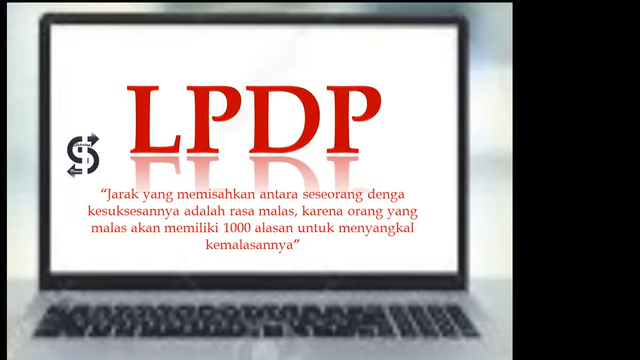 LPDP
“Jarak yang memisahkan antara seseorang denga
kesuksesannya adalah rasa malas, karena orang yang
malas akan memiliki 1000 alasan untuk menyangkal
kemalasannya”